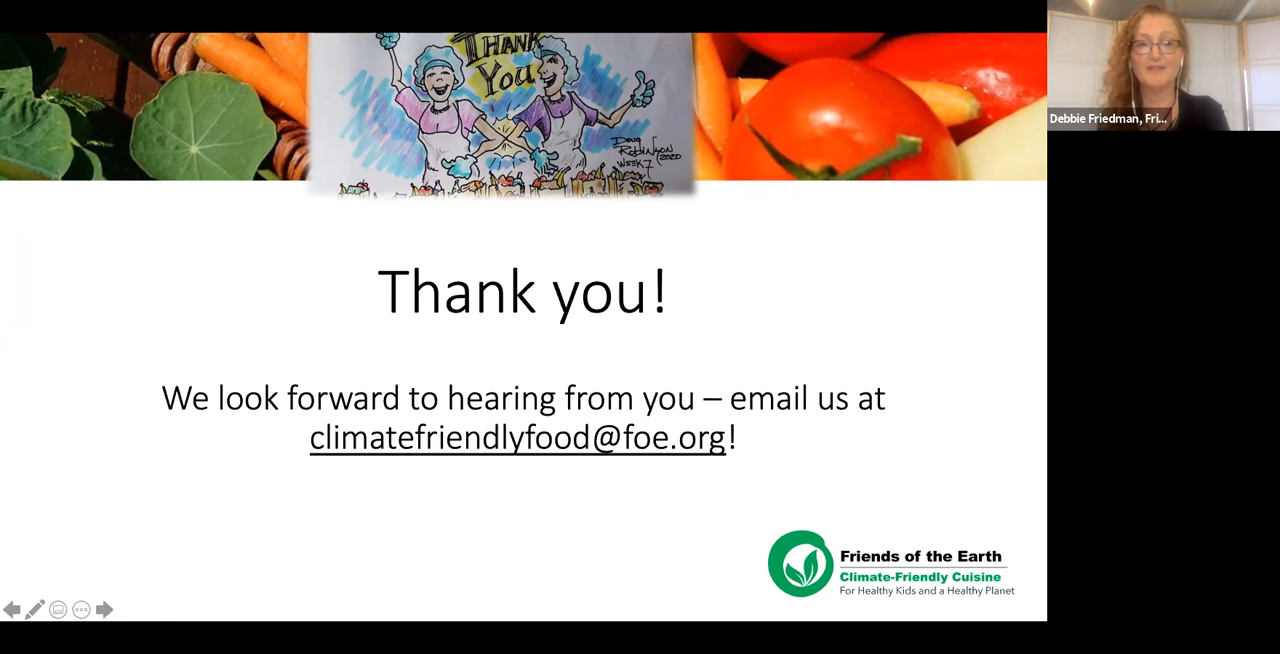 THANK
YOU
DOUG
ROBINSON
2020
WEEK 7
Debbie Friedman, Fri...
Thank you!
We look forward to hearing from you – email us at
climatefriendlyfood@foe.org!
Friends of the Earth
Climate-Friendly Cuisine
For Healthy Kids and a Healthy Planet